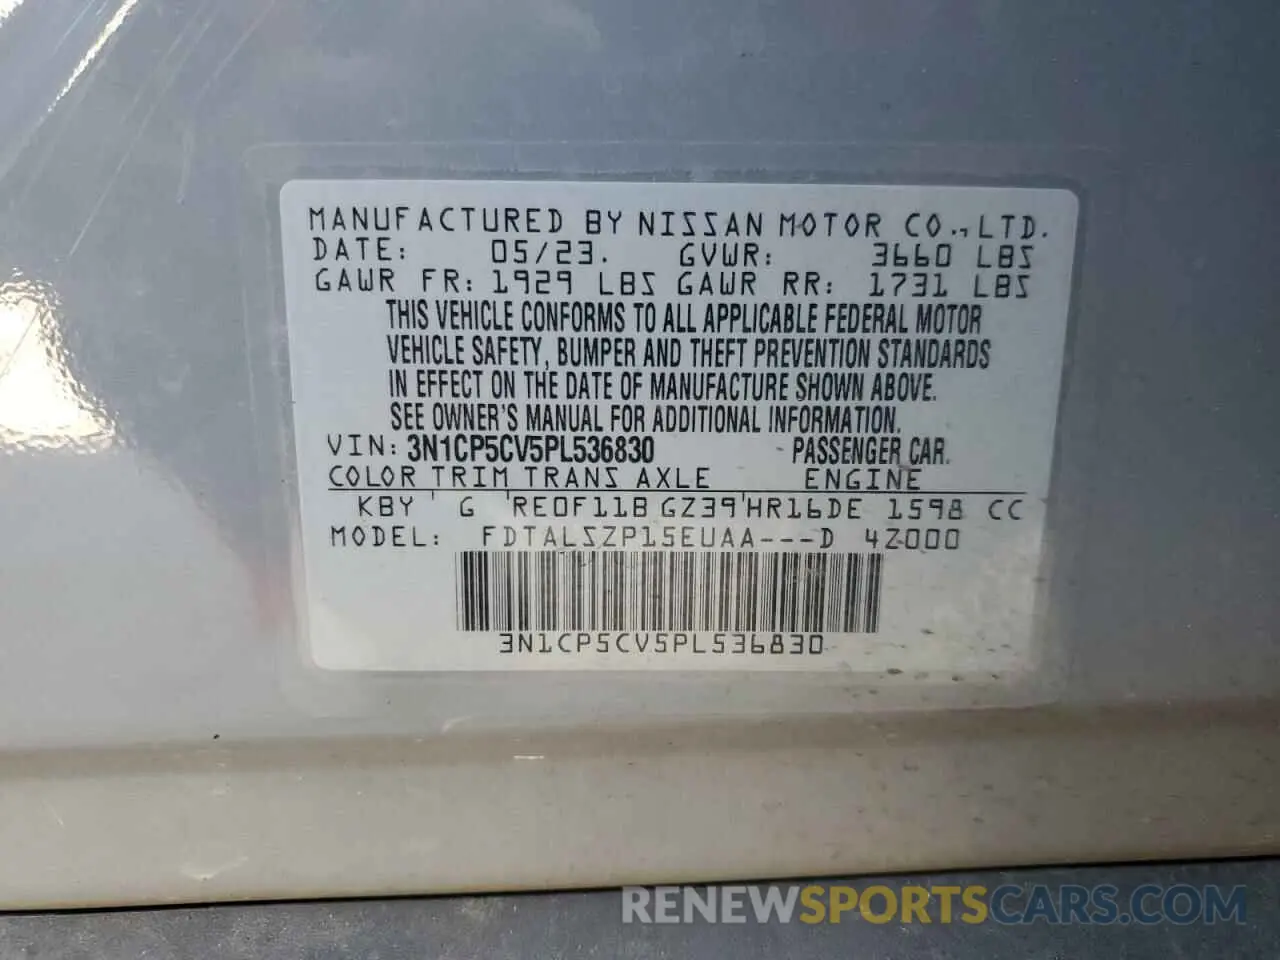 MANUFACTURED BY NISSAN MOTOR CO., LTD.
DATE: 05/23. GVWR: 3660 LBS
GAWR FR: 1929 LBS GAWR RR: 1731 LBS
THIS VEHICLE CONFORMS TO ALL APPLICABLE FEDERAL MOTOR
VEHICLE SAFETY, BUMPER AND THEFT PREVENTION STANDARDS
IN EFFECT ON THE DATE OF MANUFACTURE SHOWN ABOVE.
SEE OWNER'S MANUAL FOR ADDITIONAL INFORMATION.
VIN: 3N1CP5CV5PL536830 PASSENGER CAR.
COLOR TRIM TRANS AXLE ENGINE
KBY ' G 'RE0F11B GZ39'HR16DE 1598 CC
MODEL: FDTALSZP15EUAA---D 4Z000
3N1CP5CV5PL536830
RENEWSPORTSCARS.COM